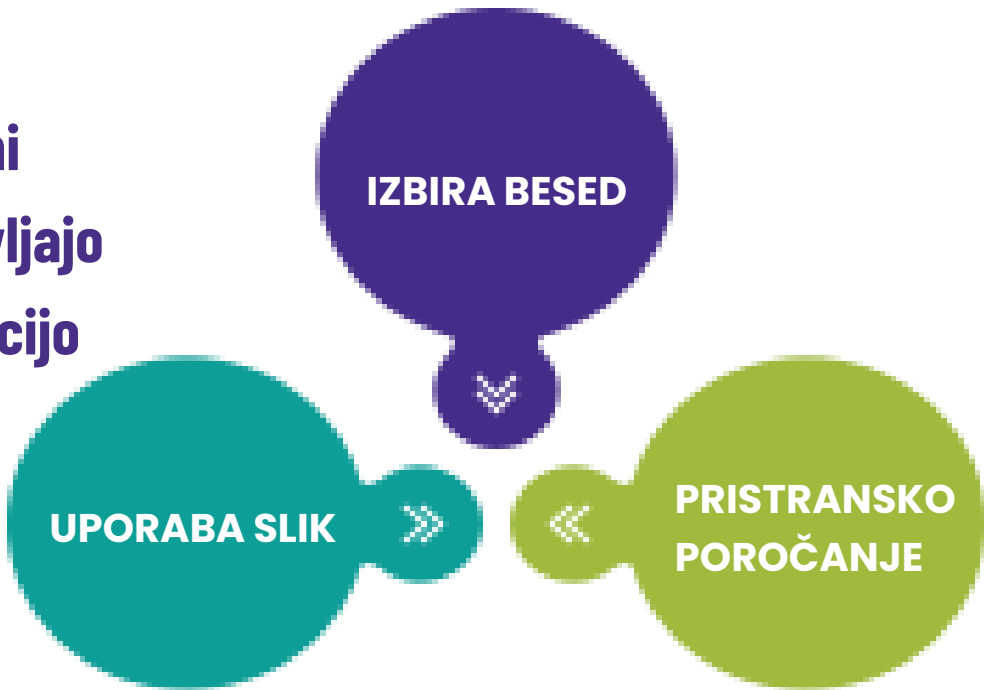 ni
vljajo
cijo
IZBIRA BESED
UPORABA SLIK
PRISTRANSKO
POROČANJE